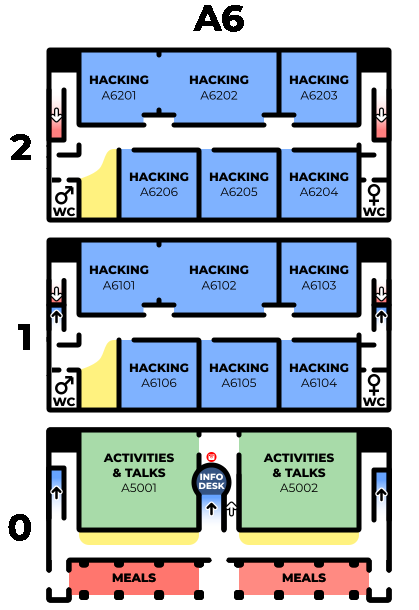 A6
2
HACKING
A6201
HACKING
A6202
HACKING
A6203
HACKING
A6206
HACKING
A6205
HACKING
A6204
WC
WC
1
HACKING
A6101
HACKING
A6102
HACKING
A6103
HACKING
A6106
HACKING
A6105
HACKING
A6104
WC
WC
0
ACTIVITIES
& TALKS
A5001
INFO
DESK
ACTIVITIES
& TALKS
A5002
MEALS
MEALS